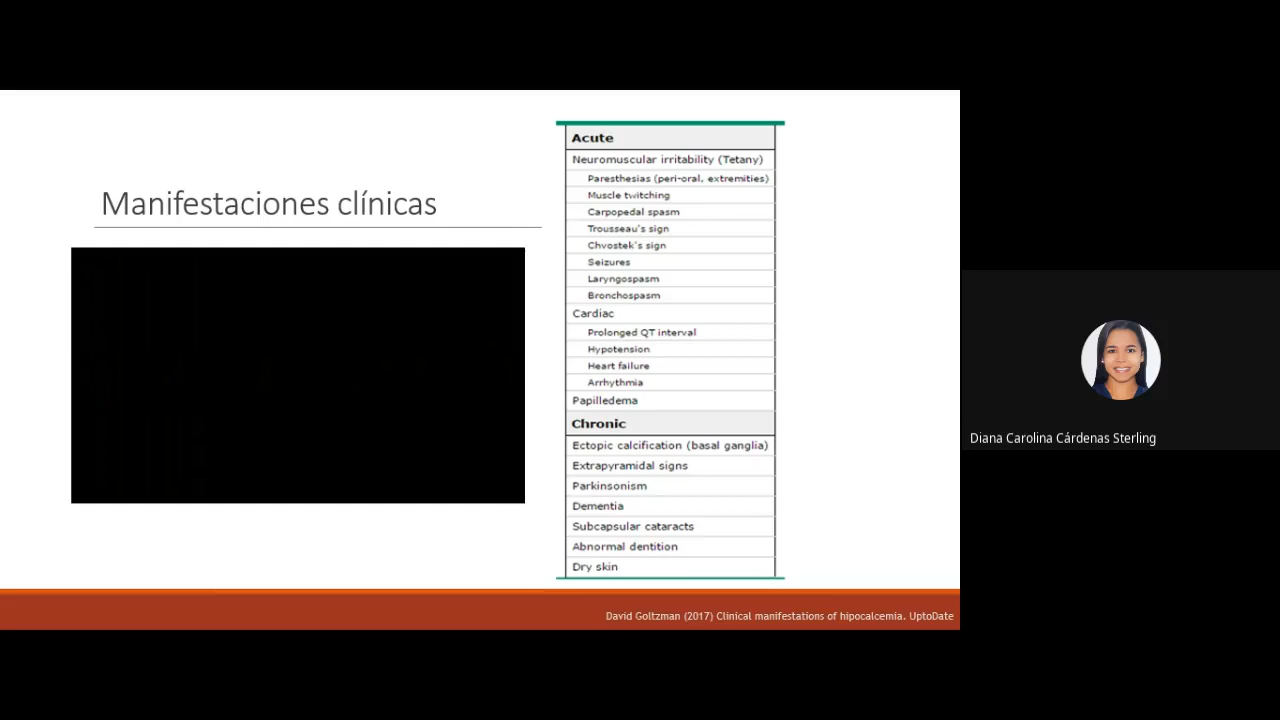 Manifestaciones clínicas
Acute
Neuromuscular irritability (Tetany)
Paresthesias (peri-oral, extremities)
Muscle twitching
Carpopedal spasm
Trousseau's sign
Chvostek's sign
Seizures
Laryngospasm
Bronchospasm
Cardiac
Prolonged QT interval
Hypotension
Heart failure
Arrhythmia
Papilledema
Chronic
Ectopic calcification (basal ganglia)
Extrapyramidal signs
Parkinsonism
Dementia
Subcapsular cataracts
Abnormal dentition
Dry skin
David Goltzman (2017) Clinical manifestations of hipocalcemia. UptoDate
Diana Carolina Cárdenas Sterling